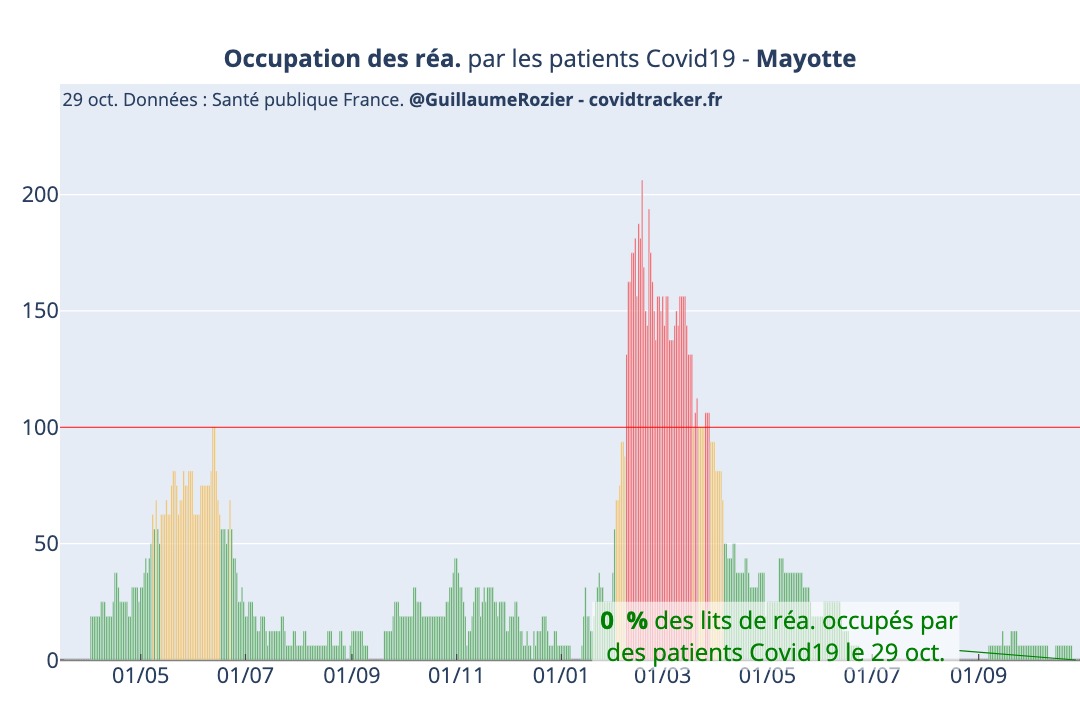 Occupation des réa. par les patients Covid19 - Mayotte
29 oct. Données : Santé publique France. @GuillaumeRozier - covidtracker.fr
200
150
100
50
0
0 % des lits de réa. occupés par
des patients Covid19 le 29 oct.
01/05 01/07 01/09 01/11 01/01 01/03 01/05 01/07 01/09